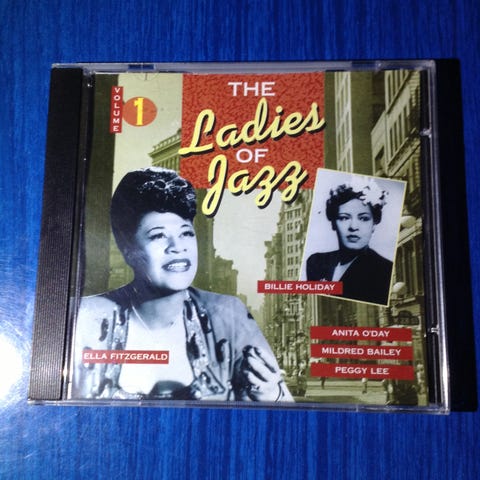 VOLUME
1
THE
Ladies
OF
Jazz
BILLIE HOLIDAY
ELLA FITZGERALD
ANITA O'DAY
MILDRED BAILEY
PEGGY LEE